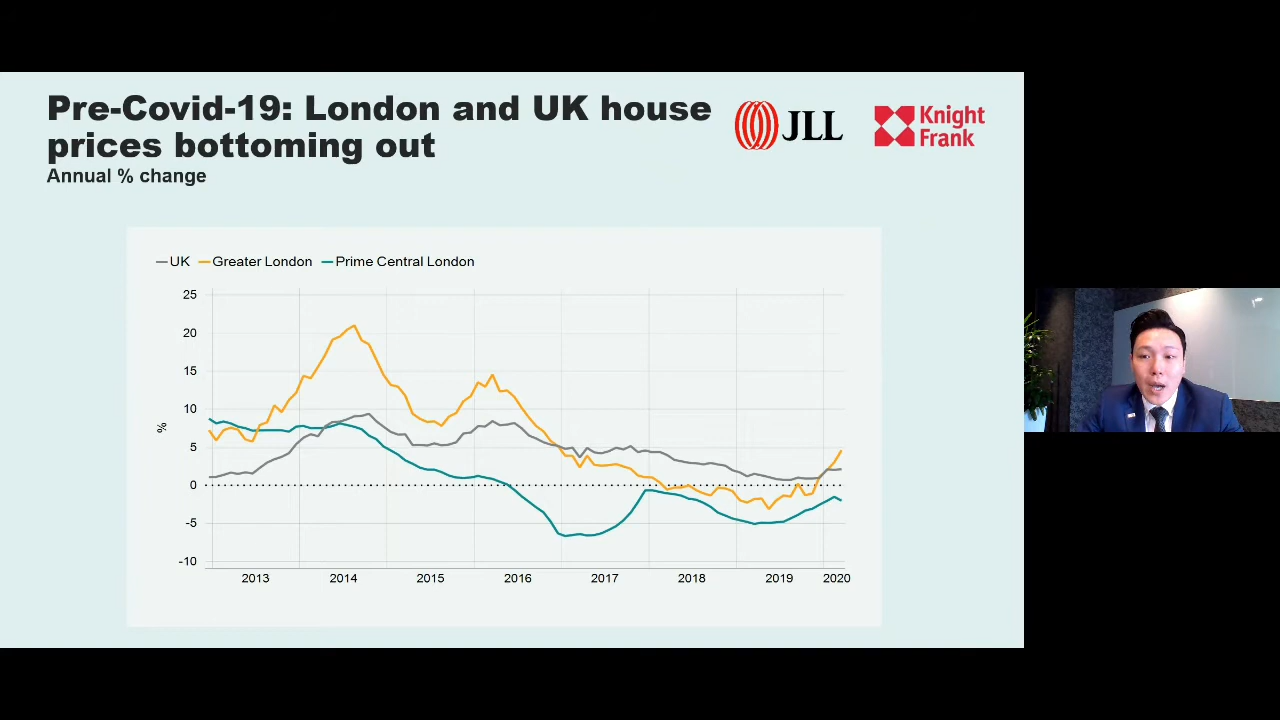 Pre-Covid-19: London and UK house
prices bottoming out
Annual % change
JLL
Knight
Frank
UK Greater London Prime Central London
25
20
15
10
5
0
-5
-10
%
2013 2014 2015 2016 2017 2018 2019 2020